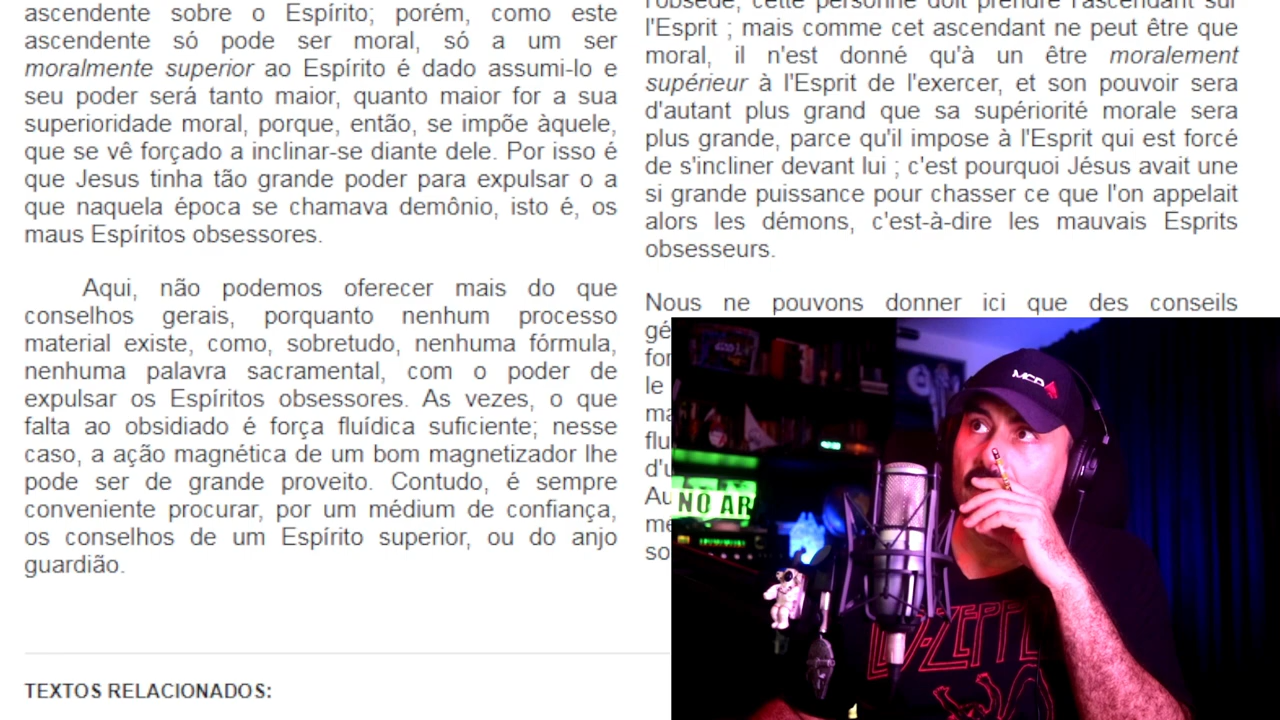 ascendente sobre o Espírito; porém, como este
ascendente só pode ser moral, só a um ser
moralmente superior ao Espírito é dado assumi-lo e
seu poder será tanto maior, quanto maior for a sua
superioridade moral, porque, então, se impõe àquele,
que se vê forçado a inclinar-se diante dele. Por isso é
que Jesus tinha tão grande poder para expulsar o a
que naquela época se chamava demônio, isto é, os
maus Espíritos obsessores.
Aqui, não podemos oferecer mais do que
conselhos gerais, porquanto nenhum processo
material existe, como, sobretudo, nenhuma fórmula,
nenhuma palavra sacramental, com o poder de
expulsar os Espíritos obsessores. As vezes, o que
falta ao obsidiado é força fluídica suficiente; nesse
caso, a ação magnética de um bom magnetizador lhe
pode ser de grande proveito. Contudo, é sempre
conveniente procurar, por um médium de confiança,
os conselhos de um Espírito superior, ou do anjo
guardião.
TEXTOS RELACIONADOS:
l'obsède, cette personne doit prendre l'ascendant sur
l'Esprit ; mais comme cet ascendant ne peut être que
moral, il n'est donné qu'à un être moralement
supérieur à l'Esprit de l'exercer, et son pouvoir sera
d'autant plus grand que sa supériorité morale sera
plus grande, parce qu'il impose à l'Esprit qui est forcé
de s'incliner devant lui ; c'est pourquoi Jésus avait une
si grande puissance pour chasser ce que l'on appelait
alors les démons, c'est-à-dire les mauvais Esprits
obsesseurs.
Nous ne pouvons donner ici que des conseils
gé
for
le
ma
flu
d'u
Au
me
so
NO AR
MCD
ZEPP